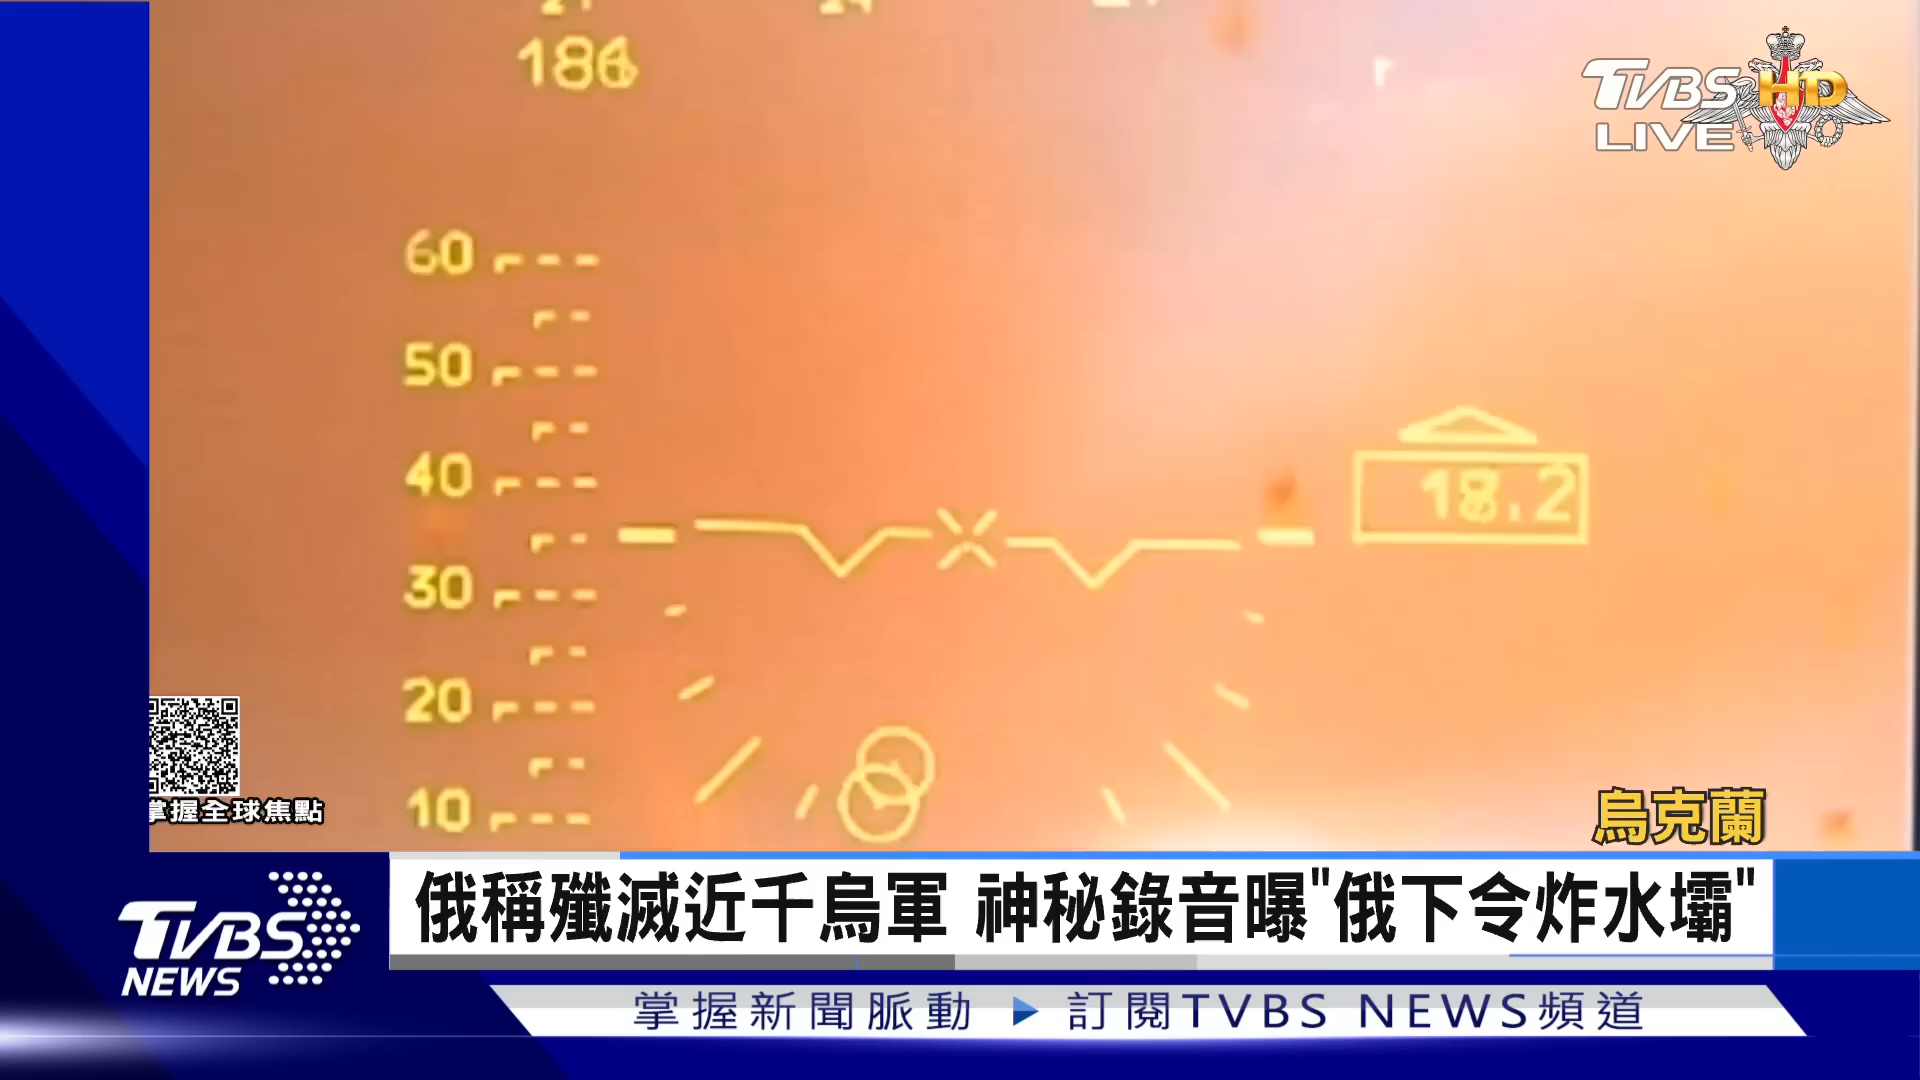 186
TVBS HD
LIVE
60
50
40
18.2
30
20
10
掌握全球焦點
烏克蘭
俄稱殲滅近千烏軍 神秘錄音曝"俄下令炸水壩"
TVBS
NEWS
掌握新聞脈動 ▶ 訂閱TVBS NEWS頻道